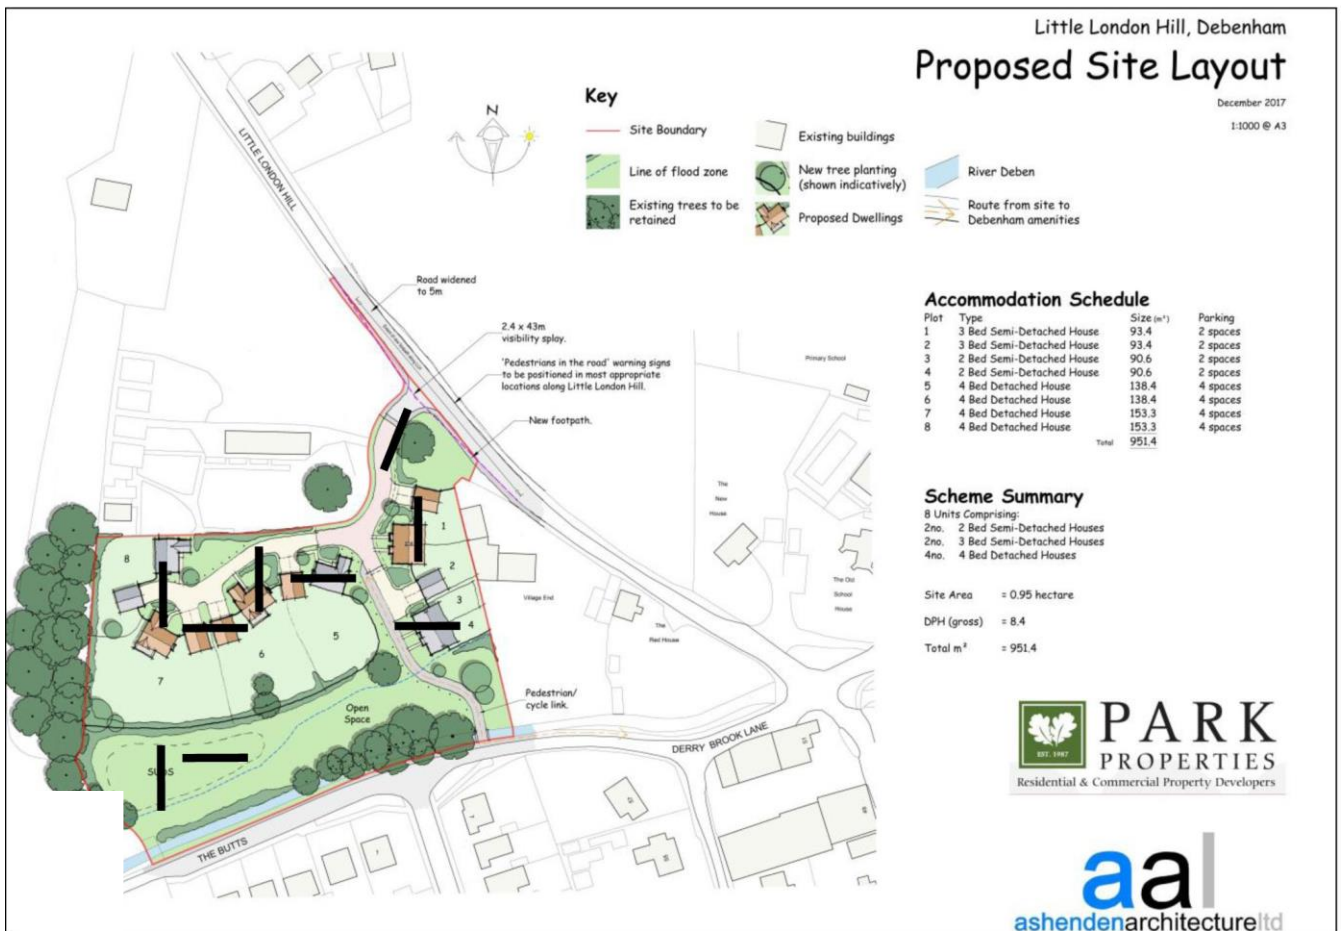 Little London Hill, Debenham
Proposed Site Layout
December 2017
1:1000 @ A3
Key
Site Boundary
Line of flood zone
Existing trees to be
retained
Existing buildings
New tree planting
(shown indicatively)
Proposed Dwellings
River Deben
Route from site to
Debenham amenities
N
LITTLE LONDON HILL
Road widened
to 5m
2.4 x 43m
visibility splay.
'Pedestrians in the road' warning signs
to be positioned in most appropriate
locations along Little London Hill.
New footpath.
Primary School
The
New
House
The Old
School
House
The
Red House
Village End
1
2
3
4
5
6
7
8
Open
Space
Pedestrian/
cycle link.
DERRY BROOK LANE
THE BUTTS
Accommodation Schedule
Plot Type Size (m²) Parking
1 3 Bed Semi-Detached House 93.4 2 spaces
2 3 Bed Semi-Detached House 93.4 2 spaces
3 2 Bed Semi-Detached House 90.6 2 spaces
4 2 Bed Semi-Detached House 90.6 2 spaces
5 4 Bed Detached House 138.4 4 spaces
6 4 Bed Detached House 138.4 4 spaces
7 4 Bed Detached House 153.3 4 spaces
8 4 Bed Detached House 153.3 4 spaces
Total 951.4
Scheme Summary
8 Units Comprising:
2no. 2 Bed Semi-Detached Houses
2no. 3 Bed Semi-Detached Houses
4no. 4 Bed Detached Houses
Site Area = 0.95 hectare
DPH (gross) = 8.4
Total m² = 951.4
EST. 1987
PARK
PROPERTIES
Residential & Commercial Property Developers
aal
ashendenarchitectureltd